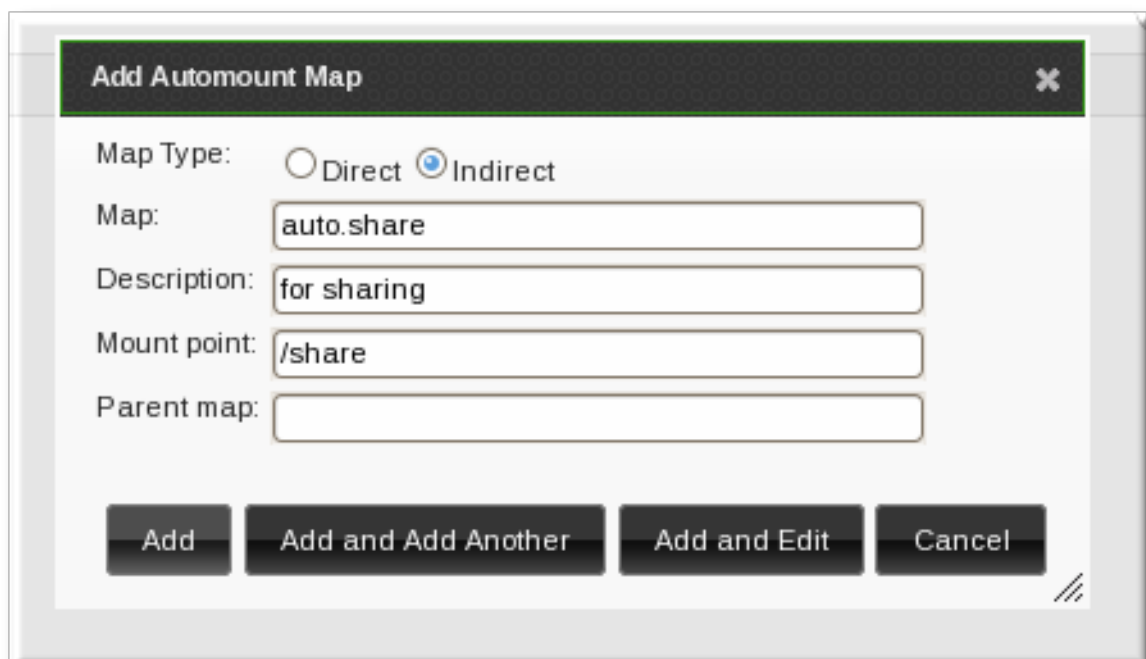 Add Automount Map
Map Type: Direct Indirect
Map: auto.share
Description: for sharing
Mount point: /share
Parent map:
Add Add and Add Another Add and Edit Cancel